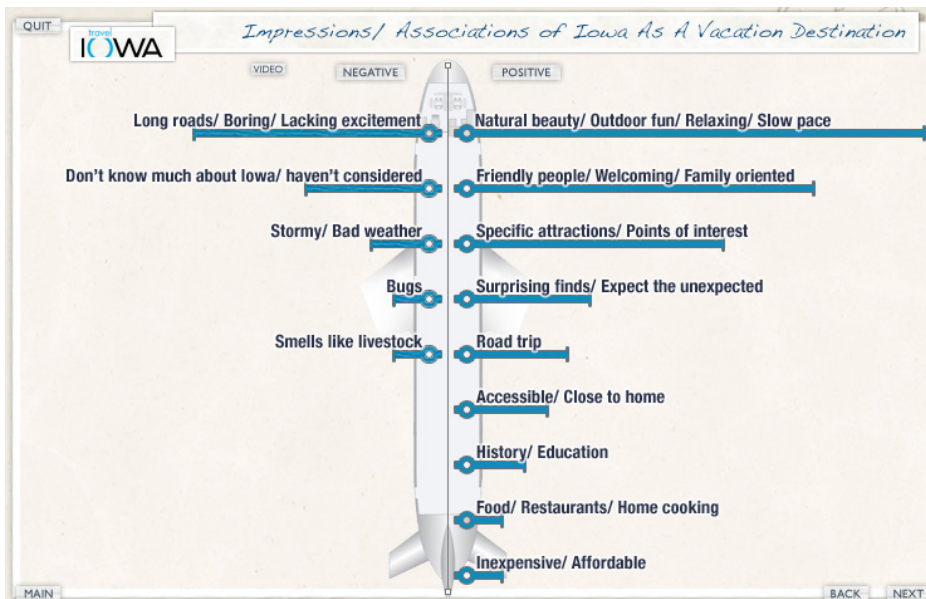 QUIT
travel
IOWA
Impressions/ Associations of Iowa As A Vacation Destination
VIDEO
NEGATIVE
POSITIVE
Long roads/ Boring/ Lacking excitement
Natural beauty/ Outdoor fun/ Relaxing/ Slow pace
Don't know much about Iowa/ haven't considered
Friendly people/ Welcoming/ Family oriented
Stormy/ Bad weather
Specific attractions/ Points of interest
Bugs
Surprising finds/ Expect the unexpected
Smells like livestock
Road trip
Accessible/ Close to home
History/ Education
Food/ Restaurants/ Home cooking
Inexpensive/ Affordable
MAIN
BACK
NEXT